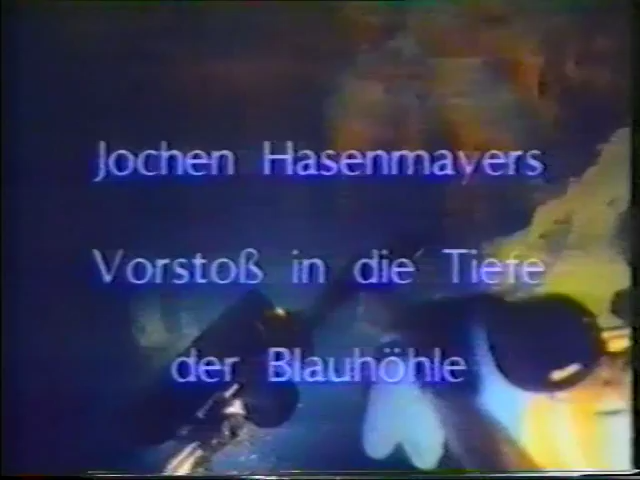 Jochen Hasenmayers
Vorstoß in die Tiefe
der Blauhöhle